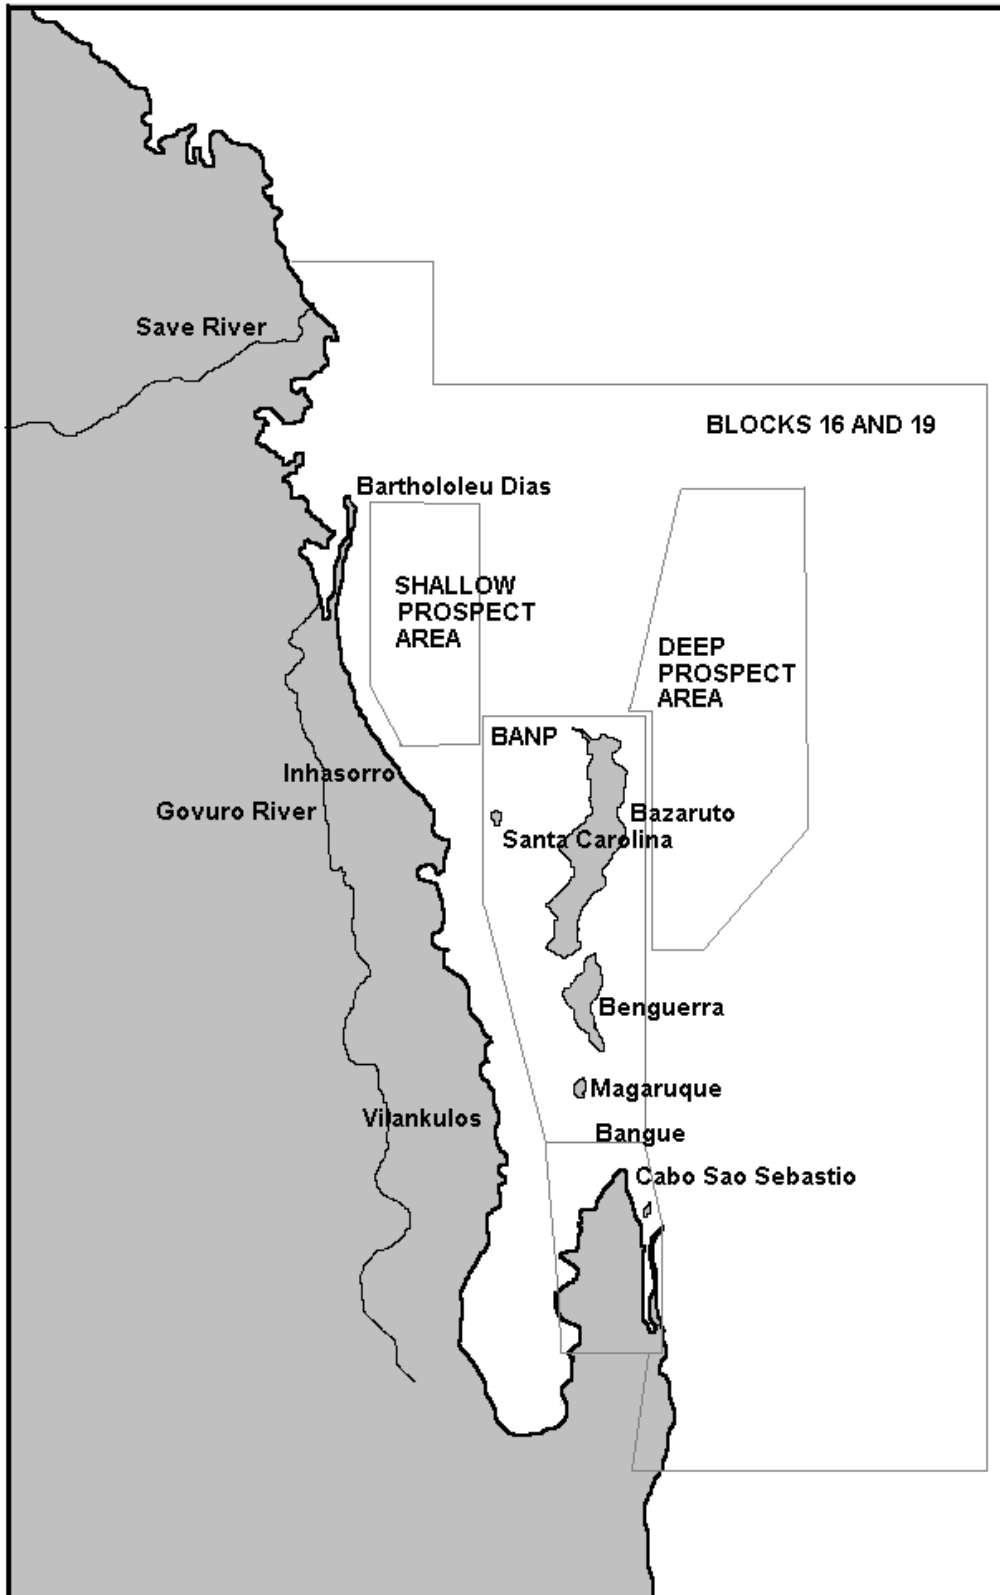 Save River
BLOCKS 16 AND 19
Barthololeu Dias
SHALLOW
PROSPECT
AREA
DEEP
PROSPECT
AREA
BANP
Inhasorro
Govuro River
Bazaruto
Santa Carolina
Benguerra
Magaruque
Vilankulos
Bangue
Cabo Sao Sebastio